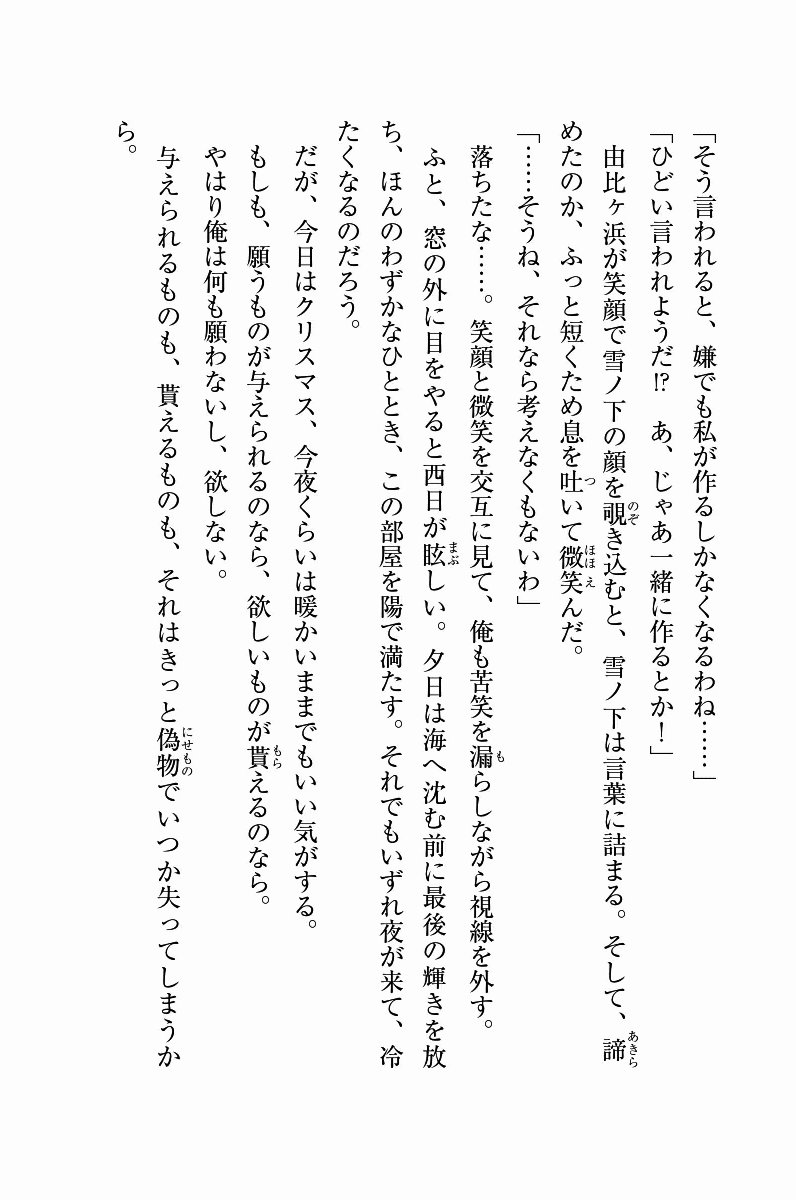 「そう言われると、嫌でも私が作るしかなくなるわね……」
「ひどい言われようだ!?　あ、じゃあ一緒に作るとか！」
　由比ヶ浜が笑顔で雪ノ下の顔を覗き込むと、雪ノ下は言葉に詰まる。そして、諦
めたのか、ふっと短くため息を吐いて微笑んだ。
「……そうね、それなら考えなくもないわ」
　落ちたな……。笑顔と微笑を交互に見て、俺も苦笑を漏らしながら視線を外す。
　ふと、窓の外に目をやると西日が眩しい。夕日は海へ沈む前に最後の輝きを放
ち、ほんのわずかなひととき、この部屋を陽で満たす。それでもいずれ夜が来て、冷
たくなるのだろう。
　だが、今日はクリスマス、今夜くらいは暖かいままでもいい気がする。
　もしも、願うものが与えられるのなら、欲しいものが貰えるのなら。
　やはり俺は何も願わないし、欲しない。
　与えられるものも、貰えるものも、それはきっと偽物でいつか失ってしまうか
ら。